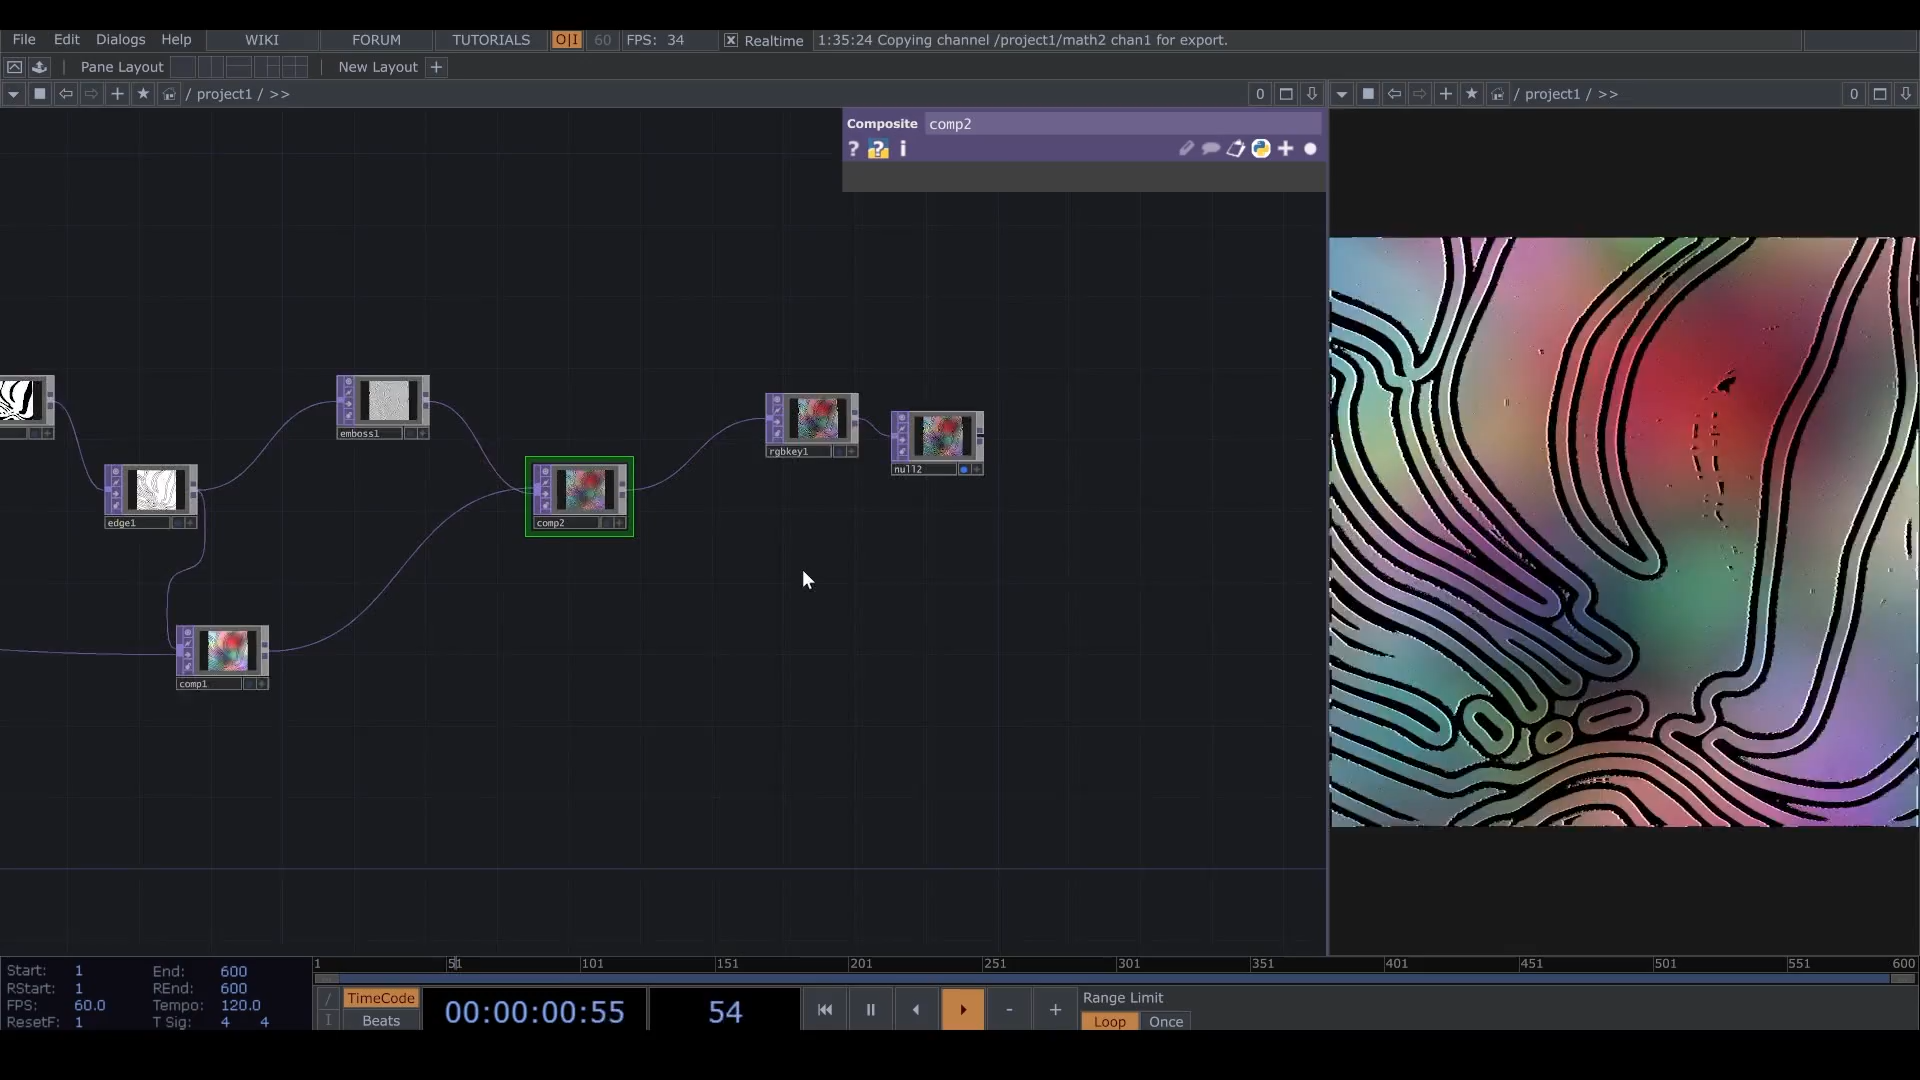 File Edit Dialogs Help WIKI FORUM TUTORIALS O|I 60 FPS: 34 Realtime 1:35:24 Copying channel /project1/math2 chan1 for export.
Pane Layout New Layout +
/ project1 / >> 0 / project1 / >> 0
Composite comp2
? ? i
emboss1
rgbkey1
null2
edge1
comp2
comp1
1 51 101 151 201 251 301 351 401 451 501 551 600
Start: 1 End: 600
RStart: 1 REnd: 600
FPS: 60.0 Tempo: 120.0
ResetF: 1 T Sig: 4 4
/ TimeCode 00:00:00:55 54 - + Range Limit
I Beats Loop Once